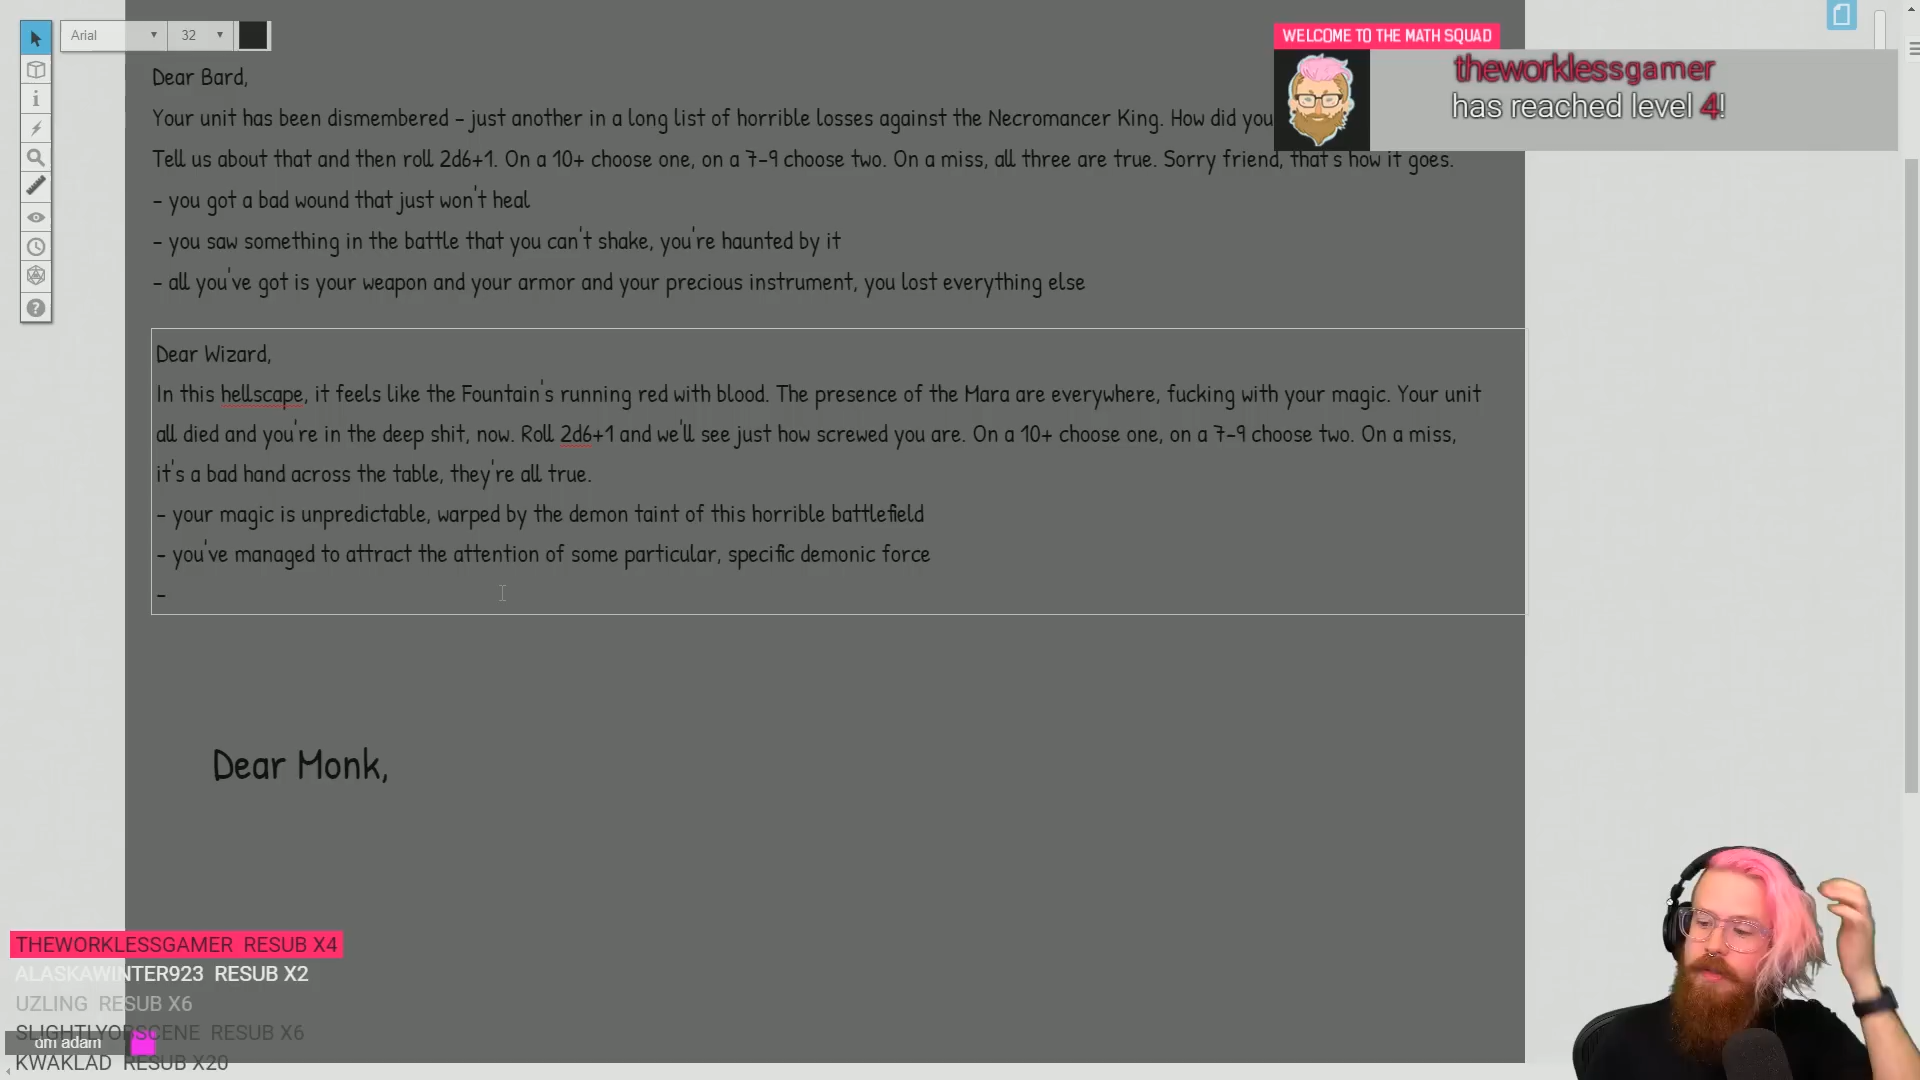 Arial
32
WELCOME TO THE MATH SQUAD
theworklessgamer
has reached level 4!
Dear Bard,
Your unit has been dismembered - just another in a long list of horrible losses against the Necromancer King. How did you
Tell us about that and then roll 2d6+1. On a 10+ choose one, on a 7-9 choose two. On a miss, all three are true. Sorry friend, that's how it goes.
- you got a bad wound that just won't heal
- you saw something in the battle that you can't shake, you're haunted by it
- all you've got is your weapon and your armor and your precious instrument, you lost everything else
Dear Wizard,
In this hellscape, it feels like the Fountain's running red with blood. The presence of the Mara are everywhere, fucking with your magic. Your unit
all died and you're in the deep shit, now. Roll 2d6+1 and we'll see just how screwed you are. On a 10+ choose one, on a 7-9 choose two. On a miss,
it's a bad hand across the table, they're all true.
- your magic is unpredictable, warped by the demon taint of this horrible battlefield
- you've managed to attract the attention of some particular, specific demonic force
-
Dear Monk,
THEWORKLESSGAMER RESUB X4
ALASKAWINTER923 RESUB X2
UZLING RESUB X6
SLIGHTLYOBSCENE RESUB X6
dm adam
KWAKLAD RESUB X20